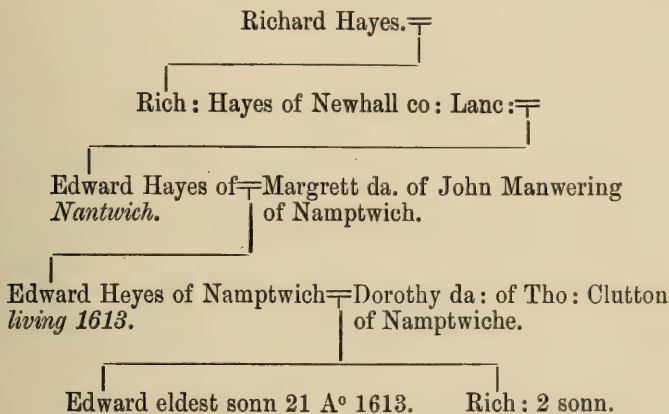 Richard Hayes.
Rich : Hayes of Newhall co : Lanc :
Edward Hayes of Margrett da. of John Manwering
Nantwich. of Namptwich.
Edward Heyes of Namptwich Dorothy da : of Tho : Clutton
living 1613. of Namptwiche.
Edward eldest sonn 21 Aº 1613. Rich : 2 sonn.